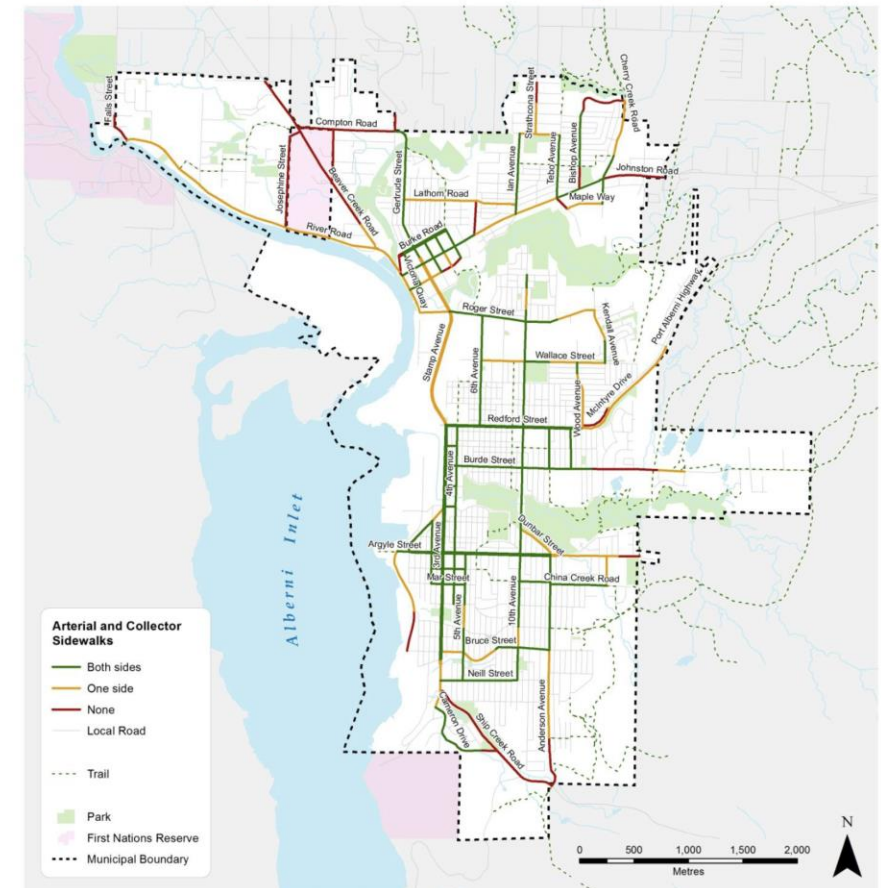 Falls Street
Strathcona Street
Cherry Creek Road
Compton Road
Josephine Street
Beaver Creek Road
Gertrude Street
Lathom Road
Ian Avenue
Tebo Avenue
Bishop Avenue
Johnston Road
Maple Way
River Road
Burke Road
Victoria Quay
Roger Street
Kendall Avenue
Port Alberni Highway
Stamp Avenue
6th Avenue
Wallace Street
Wood Avenue
McIntyre Drive
Redford Street
4th Avenue
Burde Street
Alberni Inlet
Argyle Street
3rd Avenue
Dunbar Street
Mar Street
China Creek Road
5th Avenue
10th Avenue
Bruce Street
Neill Street
Cameron Drive
Ship Creek Road
Anderson Avenue
Arterial and Collector
Sidewalks
Both sides
One side
None
Local Road
Trail
Park
First Nations Reserve
Municipal Boundary
N
0 500 1,000 1,500 2,000
Metres